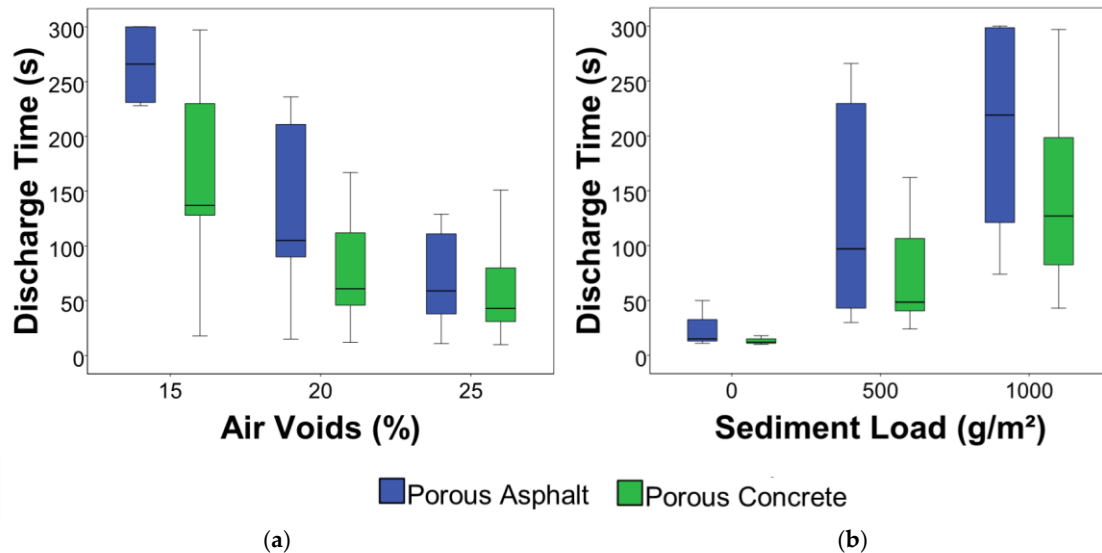 300
250
200
150
100
50
0
Discharge Time (s)
15 20 25
Air Voids (%)
300
250
200
150
100
50
0
Discharge Time (s)
0 500 1000
Sediment Load (g/m²)
Porous Asphalt Porous Concrete
(a) (b)